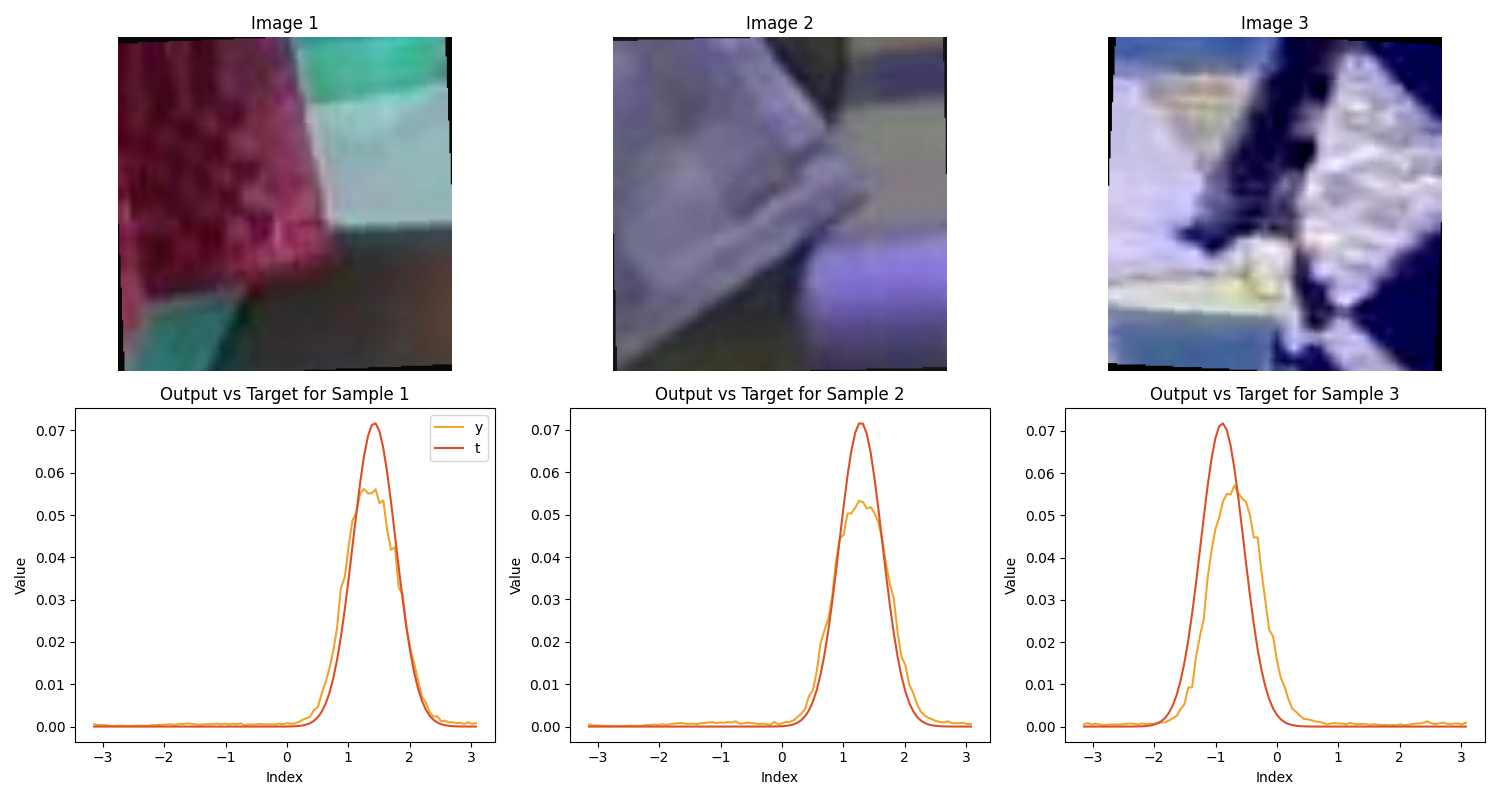 Image 1
Image 2
Image 3
Output vs Target for Sample 1
Output vs Target for Sample 2
Output vs Target for Sample 3
y
t
Value
0.07
0.06
0.05
0.04
0.03
0.02
0.01
0.00
−3 −2 −1 0 1 2 3
Index
Value
0.07
0.06
0.05
0.04
0.03
0.02
0.01
0.00
−3 −2 −1 0 1 2 3
Index
Value
0.07
0.06
0.05
0.04
0.03
0.02
0.01
0.00
−3 −2 −1 0 1 2 3
Index